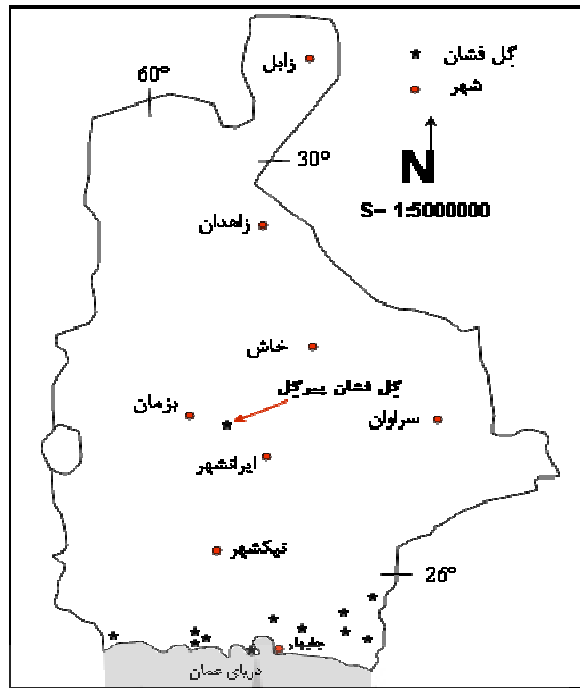 گل فشان
شهر
N
S- 1:5000000
60°
زابل
30°
زاهدان
خاش
گل فشان پیرگل
بزمان
سراوان
ایرانشهر
نیکشهر
26°
چابهار
دریای عمان